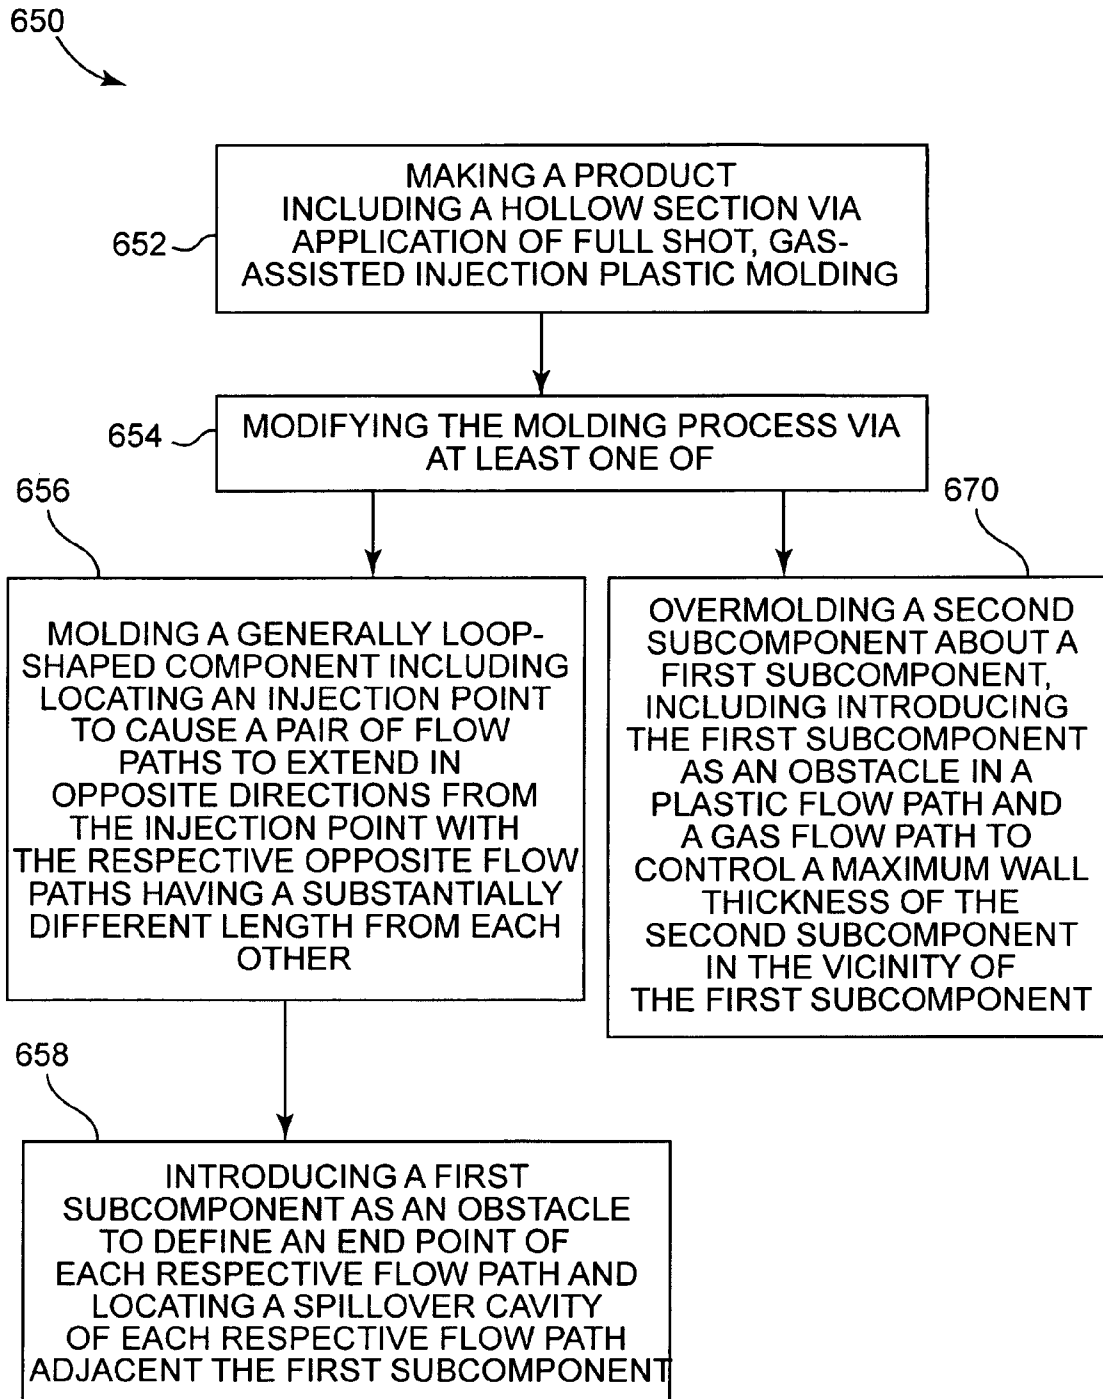 650
652
MAKING A PRODUCT
INCLUDING A HOLLOW SECTION VIA
APPLICATION OF FULL SHOT, GAS-
ASSISTED INJECTION PLASTIC MOLDING
654
MODIFYING THE MOLDING PROCESS VIA
AT LEAST ONE OF
656
MOLDING A GENERALLY LOOP-
SHAPED COMPONENT INCLUDING
LOCATING AN INJECTION POINT
TO CAUSE A PAIR OF FLOW
PATHS TO EXTEND IN
OPPOSITE DIRECTIONS FROM
THE INJECTION POINT WITH
THE RESPECTIVE OPPOSITE FLOW
PATHS HAVING A SUBSTANTIALLY
DIFFERENT LENGTH FROM EACH
OTHER
670
OVERMOLDING A SECOND
SUBCOMPONENT ABOUT A
FIRST SUBCOMPONENT,
INCLUDING INTRODUCING
THE FIRST SUBCOMPONENT
AS AN OBSTACLE IN A
PLASTIC FLOW PATH AND
A GAS FLOW PATH TO
CONTROL A MAXIMUM WALL
THICKNESS OF THE
SECOND SUBCOMPONENT
IN THE VICINITY OF
THE FIRST SUBCOMPONENT
658
INTRODUCING A FIRST
SUBCOMPONENT AS AN OBSTACLE
TO DEFINE AN END POINT OF
EACH RESPECTIVE FLOW PATH AND
LOCATING A SPILLOVER CAVITY
OF EACH RESPECTIVE FLOW PATH
ADJACENT THE FIRST SUBCOMPONENT